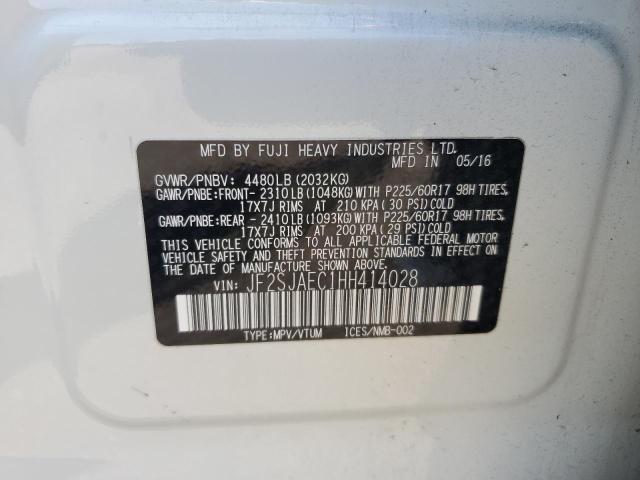 MFD BY FUJI HEAVY INDUSTRIES LTD.
MFD IN 05/16
GVWR/PNBV: 4480LB(2032KG)
GAWR/PNBE:FRONT- 2310LB(1048KG)WITH P225/60R17 98H TIRES,
17X7J RIMS AT 210 KPA( 30 PSI)COLD
GAWR/PNBE:REAR - 2410LB(1093KG)WITH P225/60R17 98H TIRES,
17X7J RIMS AT 200 KPA( 29 PSI)COLD
THIS VEHICLE CONFORMS TO ALL APPLICABLE FEDERAL MOTOR
VEHICLE SAFETY AND BUMPER STANDARDS IN EFFECT ON
THE DATE OF MANUFACTURE SHOWN ABOVE.
VIN: JF2SJAEC1HH414028
TYPE:MPV/VTUM ICES/NMB-002